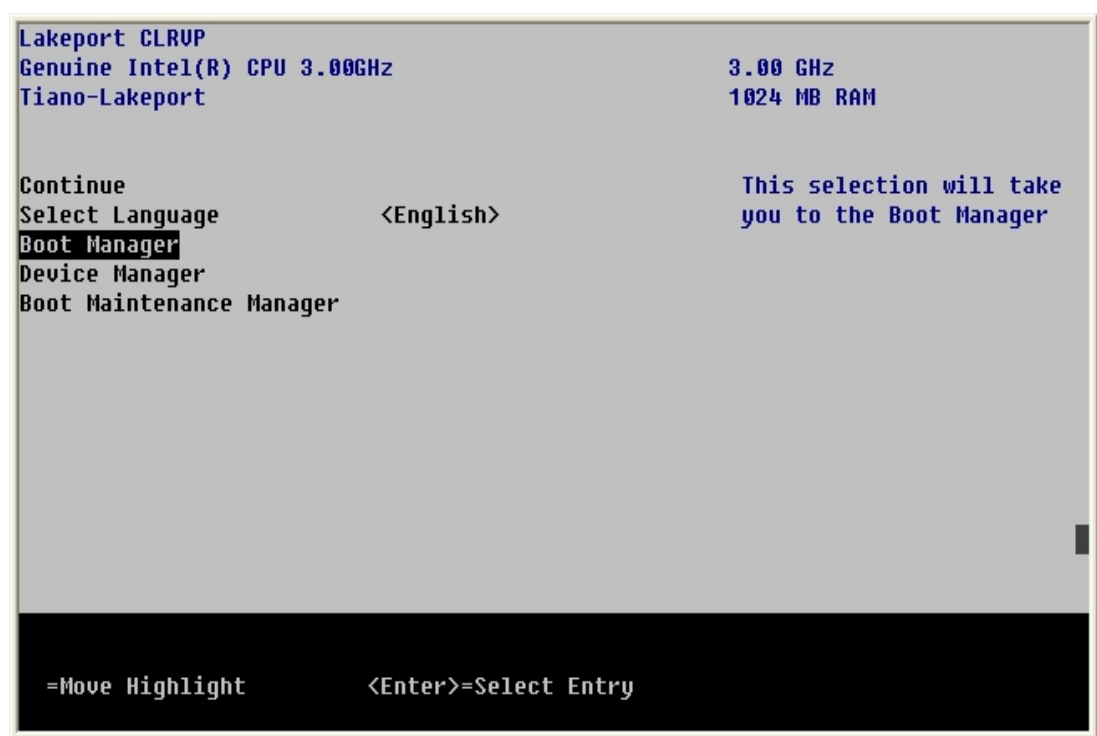 Lakeport CLRVP
Genuine Intel(R) CPU 3.00GHz 3.00 GHz
Tiano-Lakeport 1024 MB RAM
Continue This selection will take
Select Language <English> you to the Boot Manager
Boot Manager
Device Manager
Boot Maintenance Manager
=Move Highlight <Enter>=Select Entry